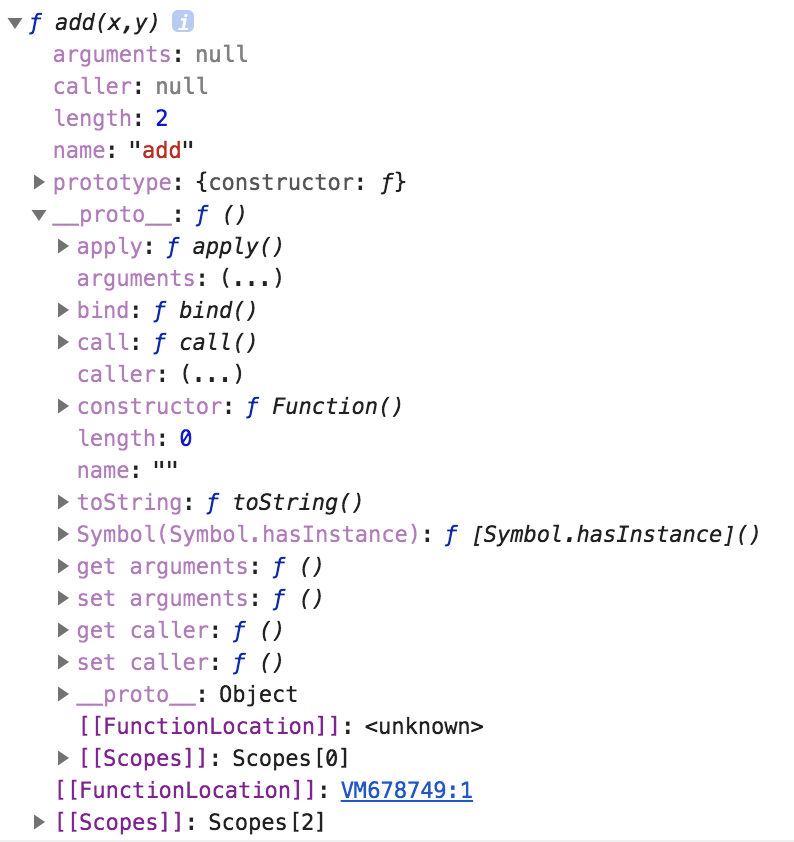 ƒ add(x,y) i
arguments: null
caller: null
length: 2
name: "add"
prototype: {constructor: ƒ}
__proto__: ƒ ()
apply: ƒ apply()
arguments: (...)
bind: ƒ bind()
call: ƒ call()
caller: (...)
constructor: ƒ Function()
length: 0
name: ""
toString: ƒ toString()
Symbol(Symbol.hasInstance): ƒ [Symbol.hasInstance]()
get arguments: ƒ ()
set arguments: ƒ ()
get caller: ƒ ()
set caller: ƒ ()
__proto__: Object
[[FunctionLocation]]: <unknown>
[[Scopes]]: Scopes[0]
[[FunctionLocation]]: VM678749:1
[[Scopes]]: Scopes[2]